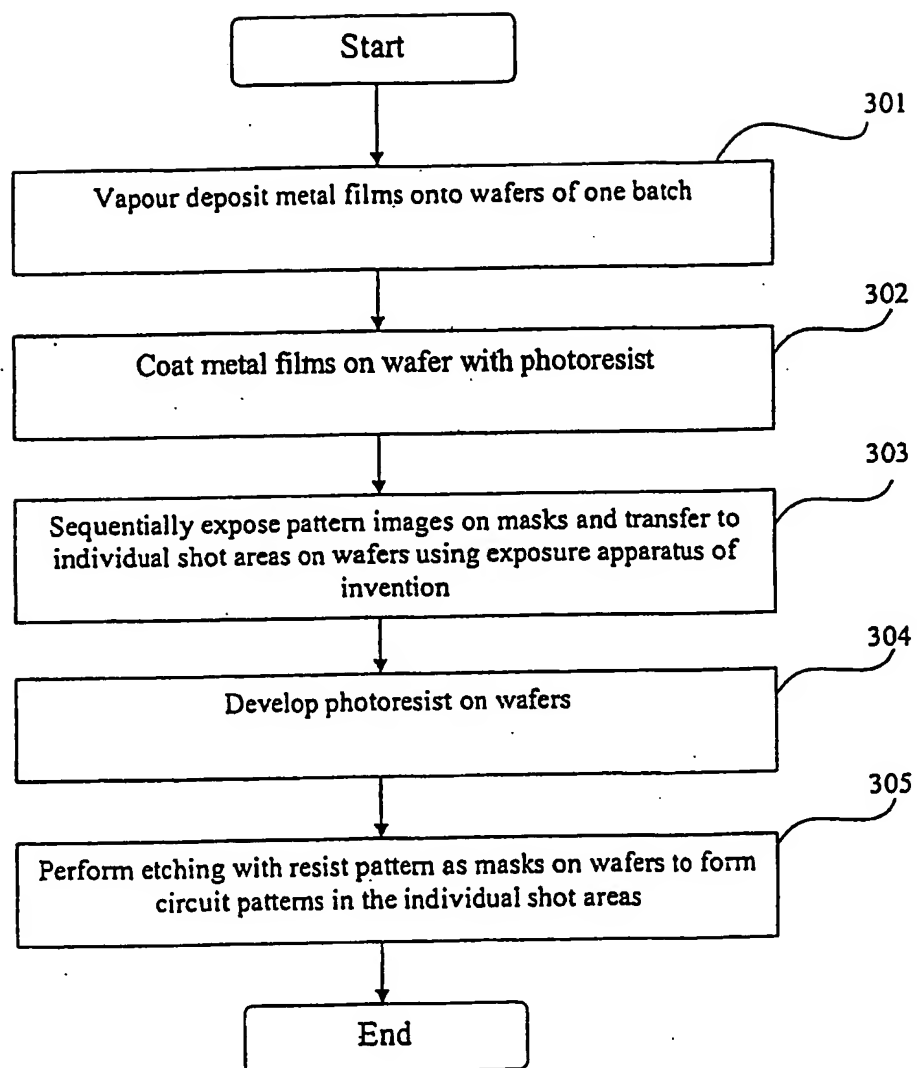 Start
301
Vapour deposit metal films onto wafers of one batch
302
Coat metal films on wafer with photoresist
303
Sequentially expose pattern images on masks and transfer to
individual shot areas on wafers using exposure apparatus of
invention
304
Develop photoresist on wafers
305
Perform etching with resist pattern as masks on wafers to form
circuit patterns in the individual shot areas
End